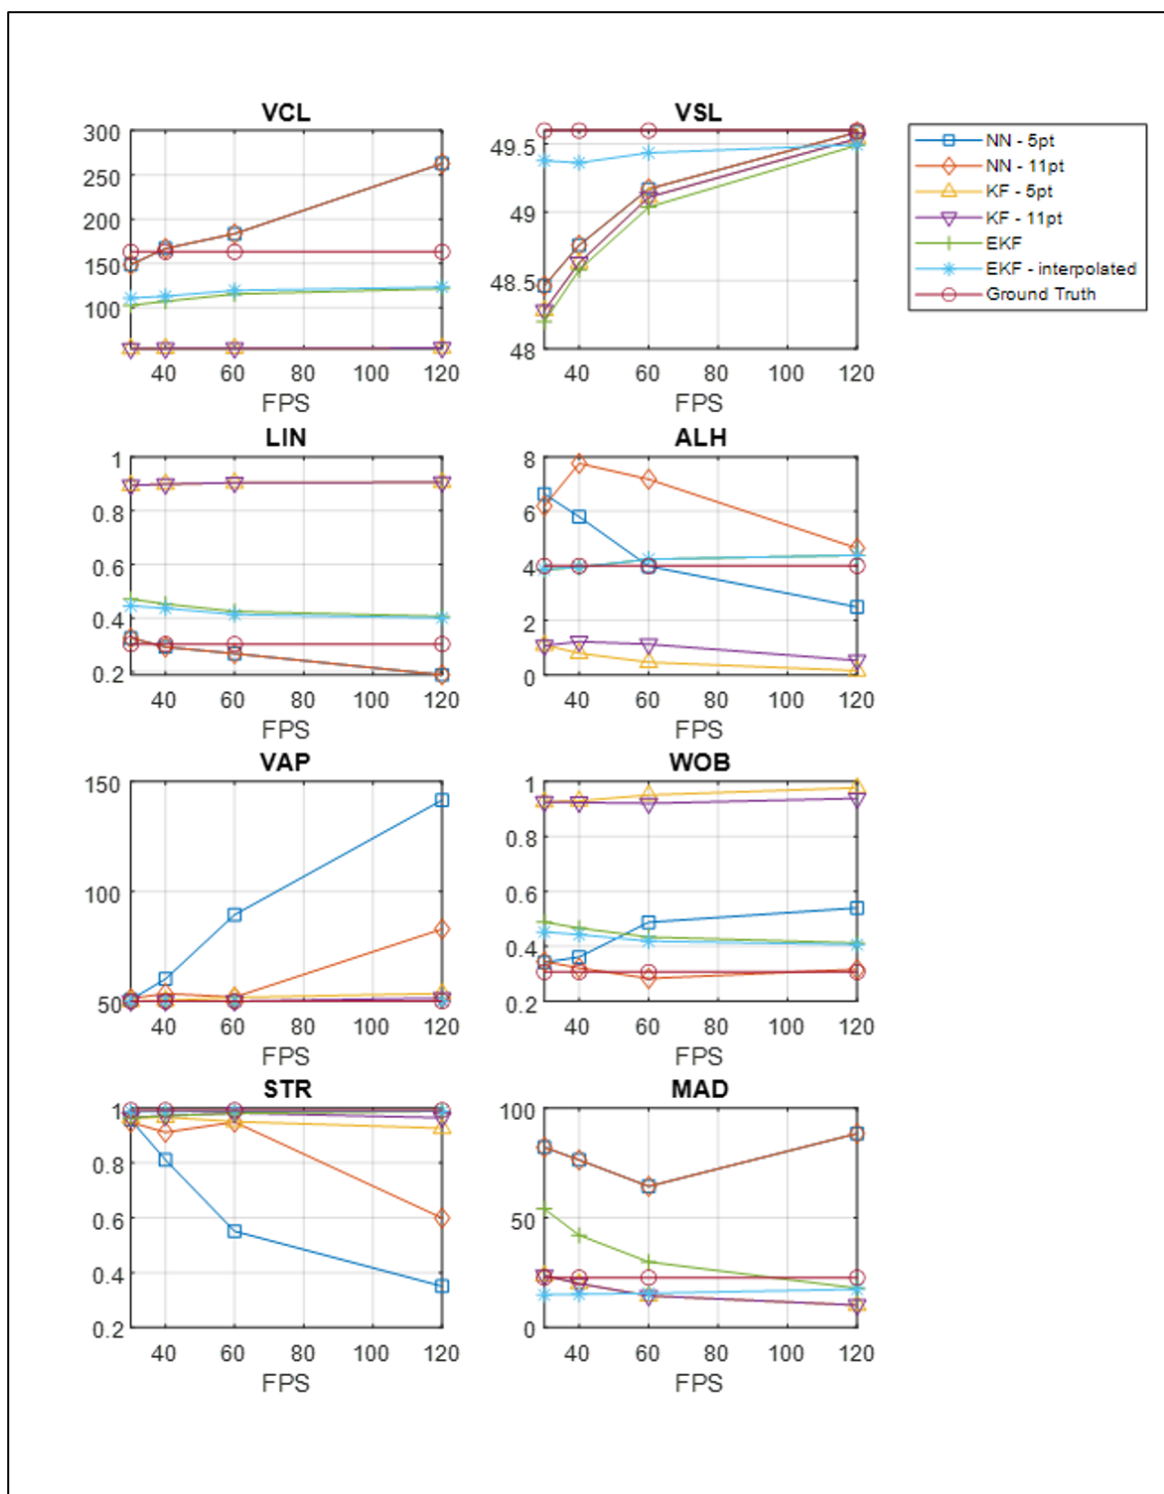 VCL
300
250
200
150
100
40 60 80 100 120
FPS
VSL
49.5
49
48.5
48
40 60 80 100 120
FPS
NN - 5pt
NN - 11pt
KF - 5pt
KF - 11pt
EKF
EKF - interpolated
Ground Truth
LIN
1
0.8
0.6
0.4
0.2
40 60 80 100 120
FPS
ALH
8
6
4
2
0
40 60 80 100 120
FPS
VAP
150
100
50
40 60 80 100 120
FPS
WOB
1
0.8
0.6
0.4
0.2
40 60 80 100 120
FPS
STR
1
0.8
0.6
0.4
0.2
40 60 80 100 120
FPS
MAD
100
50
0
40 60 80 100 120
FPS